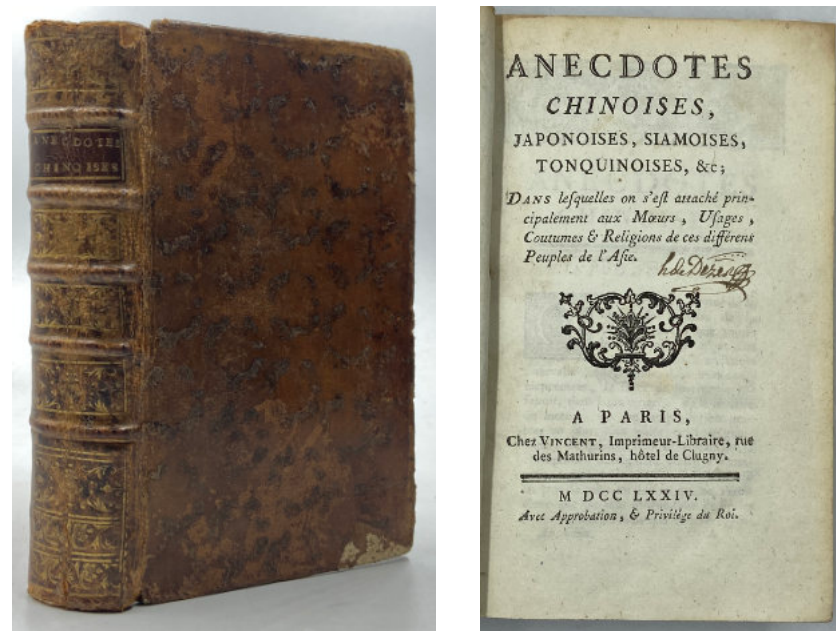 ANECDOTES
CHINOISES
ANECDOTES
CHINOISES,
JAPONOISES, SIAMOISES,
TONQUINOISES, &c;
DANS leſquelles on s'eſt attaché prin-
cipalement aux Mœurs, Uſages,
Coutumes & Religions de ces différens
Peuples de l'Aſie.
A PARIS,
Chez VINCENT, Imprimeur-Libraire, rue
des Mathurins, hôtel de Clugny.
M DCC LXXIV.
Avec Approbation, & Privilége du Roi.